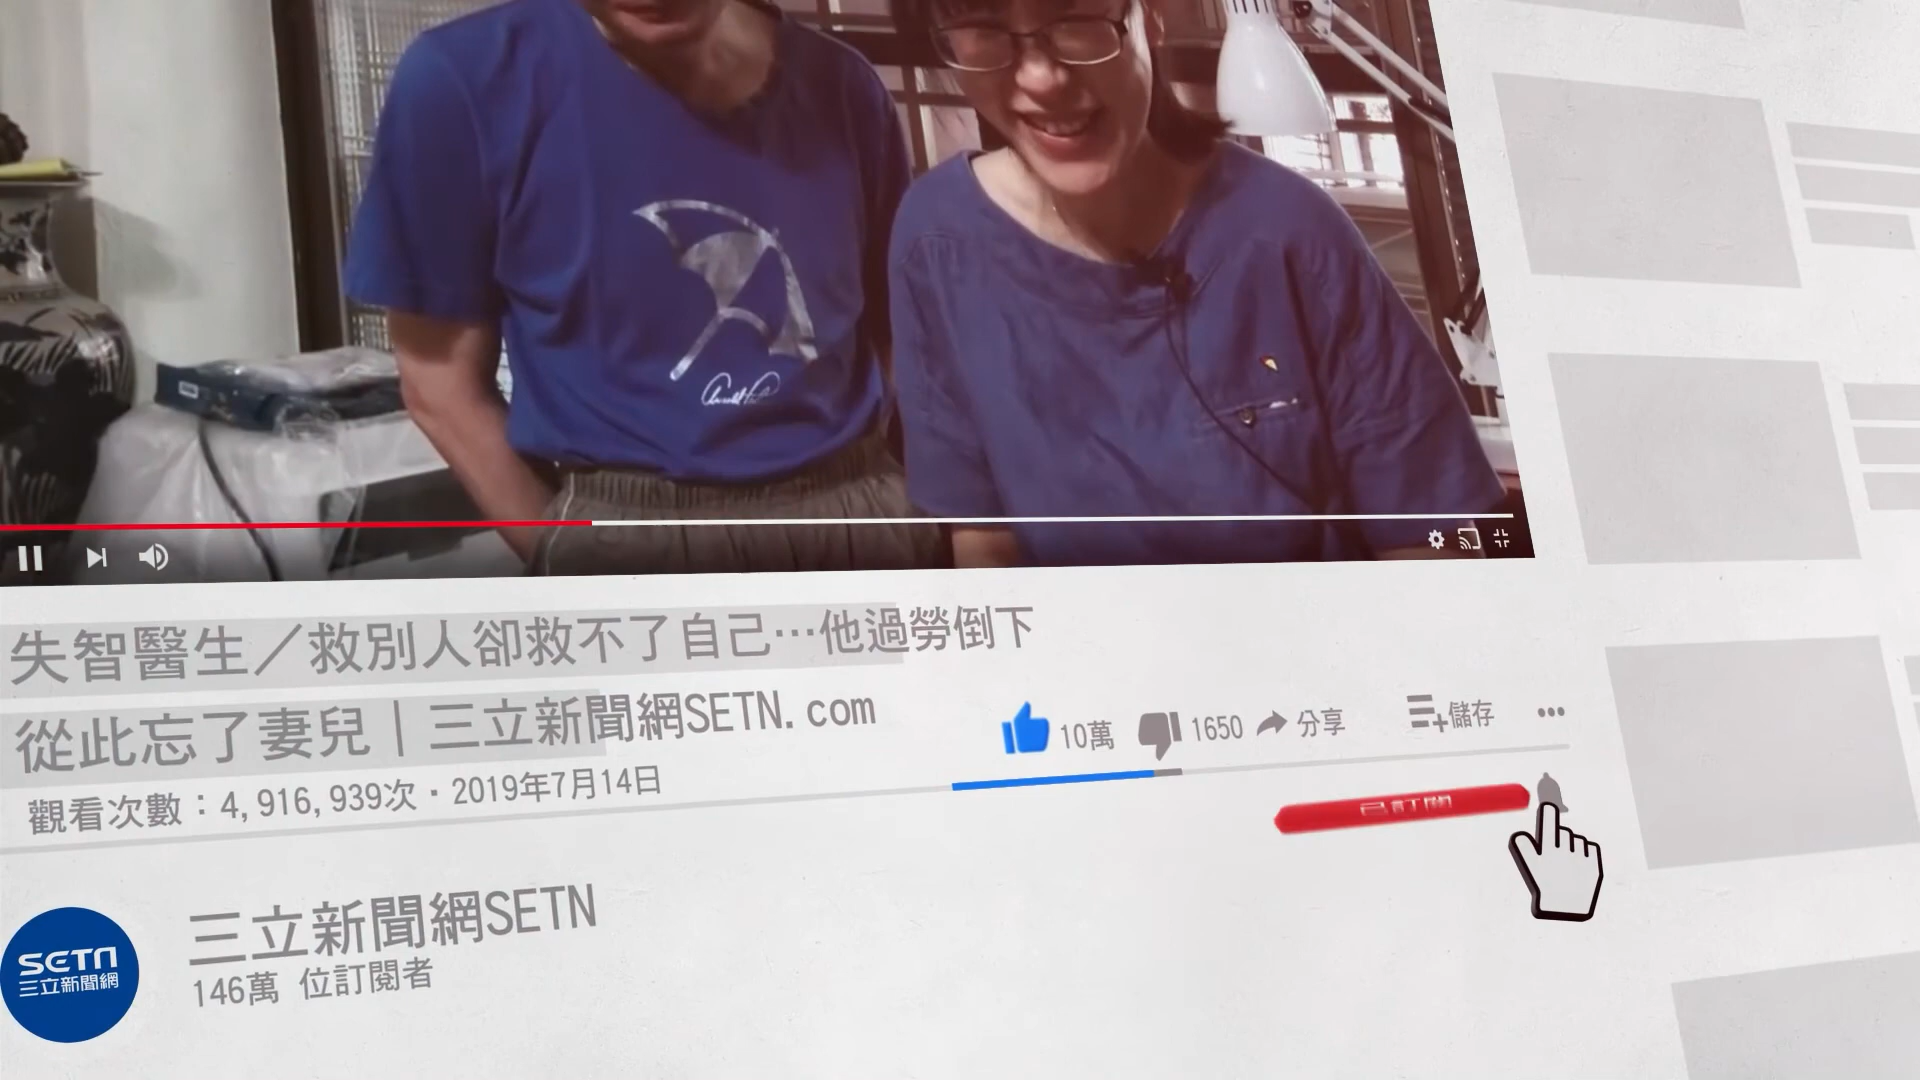 失智醫生／救別人卻救不了自己…他過勞倒下
從此忘了妻兒｜三立新聞網SETN.com
觀看次數：4,916,939次・2019年7月14日
10萬 1650 分享 儲存
已訂閱
三立新聞網SETN
146萬 位訂閱者
SETN
三立新聞網